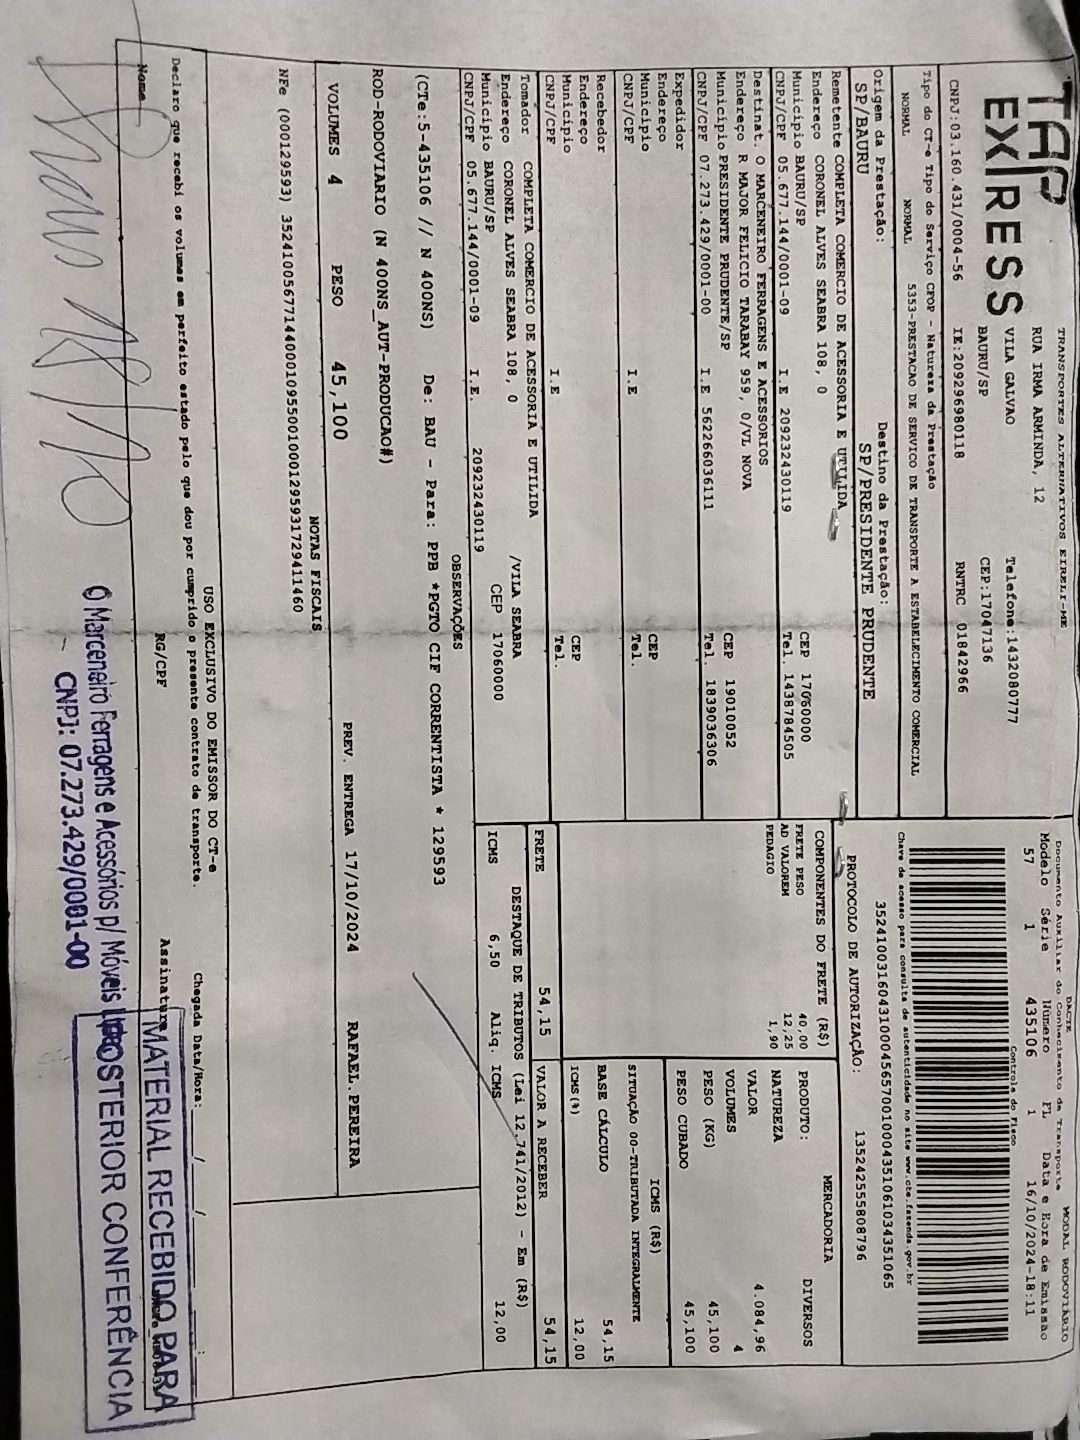 TAP EXPRESS
TRANSPORTES ALTERNATIVOS EIRELI-ME
RUA IRMA ARMINDA, 12
VILA GALVAO Telefone:1432080777
BAURU/SP CEP:17047136
CNPJ:03.160.431/0004-56 IE:209296980118 RNTRC 01842966
Tipo do CT-e Tipo do Serviço CFOP - Natureza da Prestação
NORMAL NORMAL 5353-PRESTACAO DE SERVICO DE TRANSPORTE A ESTABELECIMENTO COMERCIAL
Origem da Prestação: Destino da Prestação:
SP/BAURU SP/PRESIDENTE PRUDENTE
Remetente COMPLETA COMERCIO DE ACESSORIA E UTILIDA
Endereço CORONEL ALVES SEABRA 108, 0
Município BAURU/SP CEP 17060000
CNPJ/CPF 05.677.144/0001-09 I.E 209232430119 Tel. 1438784505
Destinat. O MARCENEIRO FERRAGENS E ACESSORIOS
Endereço R MAJOR FELICIO TARABAY 959, 0/VL NOVA
Município PRESIDENTE PRUDENTE/SP CEP 19010052
CNPJ/CPF 07.273.429/0001-00 I.E 562266036111 Tel. 1839036306
Expedidor
Endereço
Município CEP
CNPJ/CPF I.E Tel.
Recebedor
Endereço
Município CEP
CNPJ/CPF I.E Tel.
Tomador COMPLETA COMERCIO DE ACESSORIA E UTILIDA
Endereço CORONEL ALVES SEABRA 108, 0 /VILA SEABRA
Município BAURU/SP CEP 17060000
CNPJ/CPF 05.677.144/0001-09 I.E. 209232430119
DACTE MODAL RODOVIÁRIO
Documento Auxiliar do Conhecimento de Transporte
Modelo Série Número FL Data e Hora de Emissão
57 1 435106 1 16/10/2024-18:11
Controle do Fisco
Chave de acesso para consulta de autenticidade no site www.cte.fazenda.gov.br
35241003160431000456570010004351061034351065
PROTOCOLO DE AUTORIZAÇÃO: 135242555808796
COMPONENTES DO FRETE (R$)
FRETE PESO 40,00
AD VALOREM 12,25
PEDAGIO 1,90
MERCADORIA
PRODUTO: DIVERSOS
NATUREZA
VALOR 4.084,96
VOLUMES 4
PESO (KG) 45,100
PESO CUBADO 45,100
ICMS (R$)
SITUAÇÃO 00-TRIBUTADA INTEGRALMENTE
BASE CÁLCULO 54,15
ICMS(%) 12,00
FRETE 54,15 VALOR A RECEBER 54,15
DESTAQUE DE TRIBUTOS (Lei 12.741/2012) - Em (R$)
ICMS 6,50 Aliq. ICMS 12,00
OBSERVAÇÕES
(CTe:5-435106 // N 400NS) De: BAU - Para: PPB *PGTO CIF CORRENTISTA * 129593
ROD-RODOVIARIO (N 400NS_AUT-PRODUCAO#)
VOLUMES 4 PESO 45,100 PREV. ENTREGA 17/10/2024 RAFAEL.PEREIRA
NOTAS FISCAIS
NFe (000129593) 35241005677144000109550010001295931729411460
USO EXCLUSIVO DO EMISSOR DO CT-e
Declaro que recebi os volumes em perfeito estado pelo que dou por cumprido o presente contrato de transporte.
Chegada Data/Hora:___/___/___ :
Nome RG/CPF Assinatura
18/10
O Marceneiro Ferragens e Acessórios p/ Móveis
CNPJ: 07.273.429/0001-00
MATERIAL RECEBIDO PARA
POSTERIOR CONFERÊNCIA